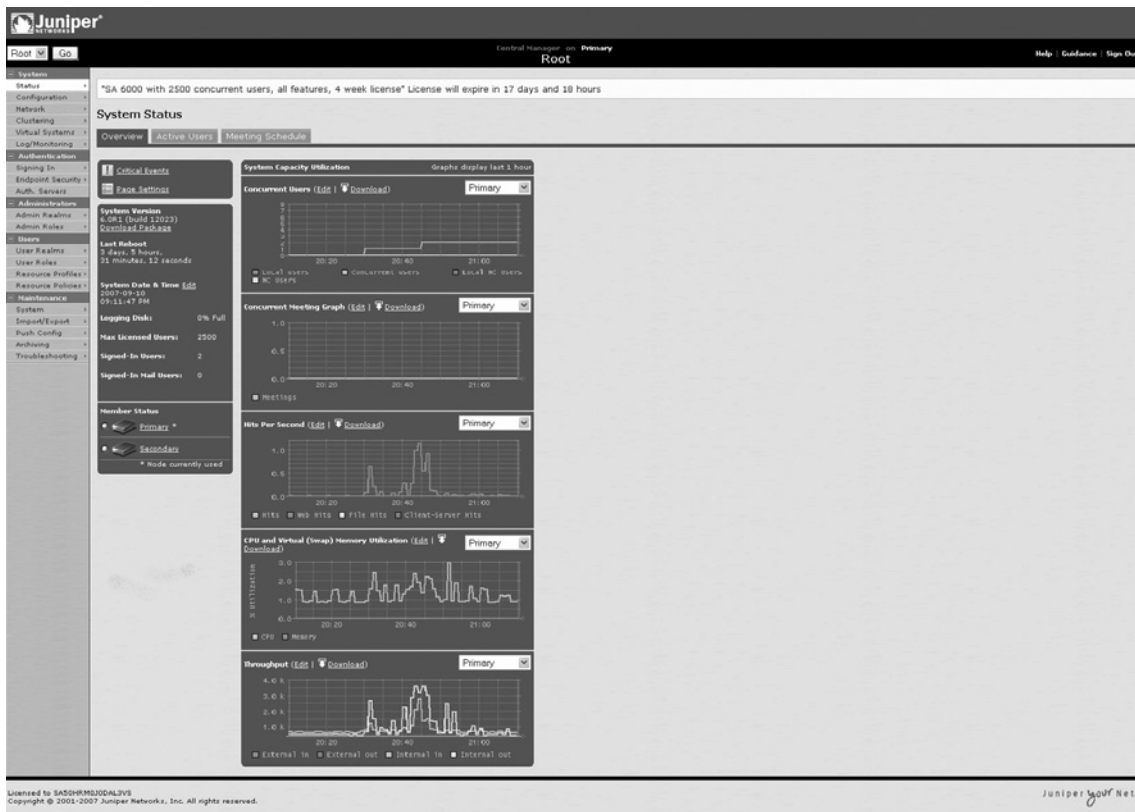 Juniper
NETWORKS
Root Go
Central Manager on Primary
Root
Help | Guidance | Sign Ou
System
Status
Configuration
Network
Clustering
Virtual Systems
Log/Monitoring
Authentication
Signing In
Endpoint Security
Auth. Servers
Administrators
Admin Realms
Admin Roles
Users
User Realms
User Roles
Resource Profiles
Resource Policies
Maintenance
System
Import/Export
Push Config
Archiving
Troubleshooting
"SA 6000 with 2500 concurrent users, all features, 4 week license" License will expire in 17 days and 18 hours
System Status
Overview Active Users Meeting Schedule
Critical Events
Page Settings
System Version
6.0R1 (build 12023)
Download Package
Last Reboot
3 days, 5 hours,
31 minutes, 12 seconds
System Date & Time Edit
2007-09-10
09:11:47 PM
Logging Disk: 0% Full
Max Licensed Users: 2500
Signed-In Users: 2
Signed-In Mail Users: 0
Member Status
Primary *
Secondary
* Node currently used
System Capacity Utilization Graphs display last 1 hour
Concurrent Users (Edit | Download) Primary
20:20 20:40 21:00
Local users Concurrent users Local NC users
NC Users
Concurrent Meeting Graph (Edit | Download) Primary
1.0
0.5
0.0
20:20 20:40 21:00
Meetings
Hits Per Second (Edit | Download) Primary
1.0
0.5
0.0
20:20 20:40 21:00
Hits Web Hits File Hits Client-Server Hits
CPU and Virtual (Swap) Memory Utilization (Edit |
Download) Primary
% Utilization
3.0
2.0
1.0
0.0
20:20 20:40 21:00
CPU Memory
Throughput (Edit | Download) Primary
4.0 k
3.0 k
2.0 k
1.0 k
20:20 20:40 21:00
External in External out Internal in Internal out
Licensed to SA50HRM0J0DAL3VS
Copyright © 2001-2007 Juniper Networks, Inc. All rights reserved.
Juniper your Net